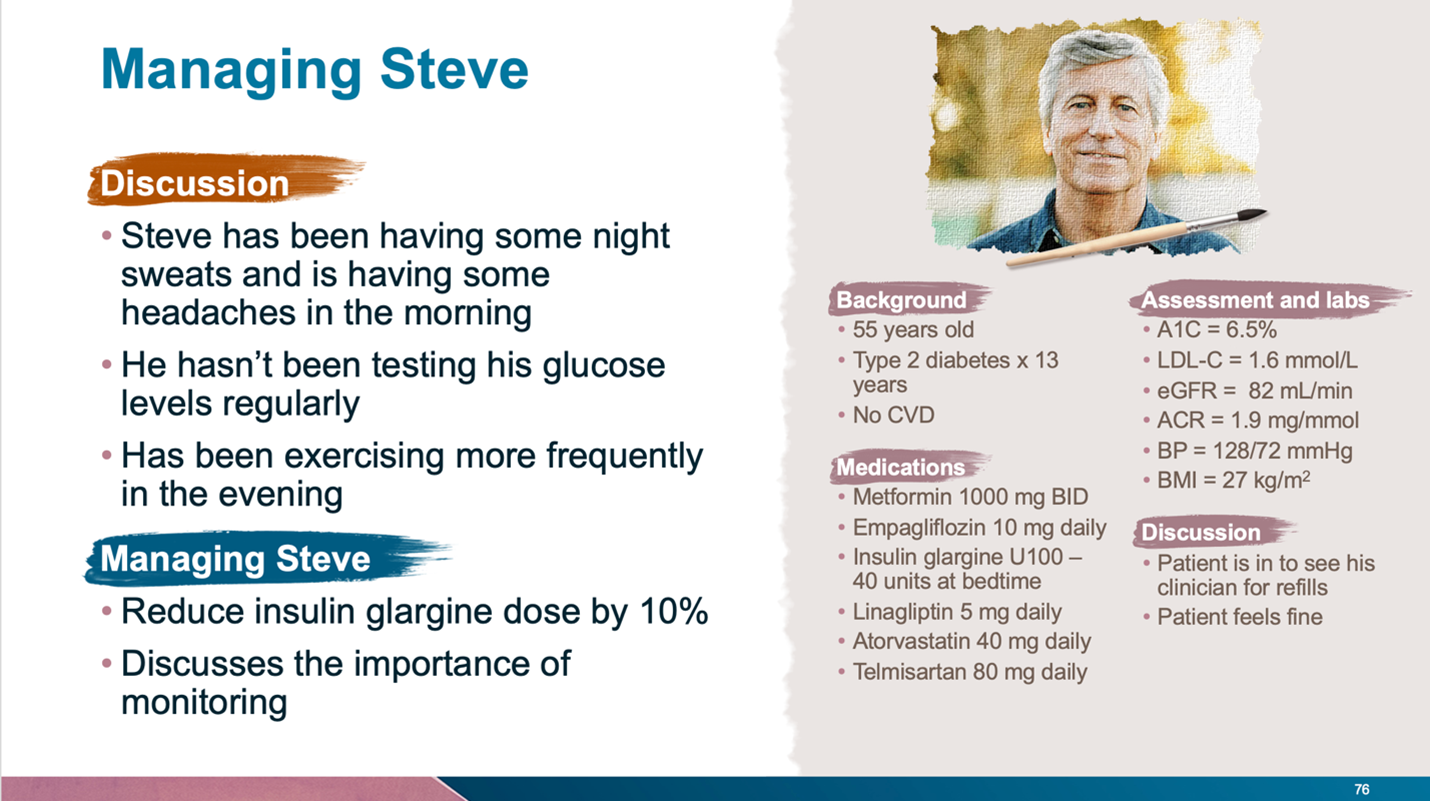 Managing Steve
Discussion
• Steve has been having some night
sweats and is having some
headaches in the morning
• He hasn’t been testing his glucose
levels regularly
• Has been exercising more frequently
in the evening
Managing Steve
• Reduce insulin glargine dose by 10%
• Discusses the importance of
monitoring
Background
• 55 years old
• Type 2 diabetes x 13
years
• No CVD
Medications
• Metformin 1000 mg BID
• Empagliflozin 10 mg daily
• Insulin glargine U100 –
40 units at bedtime
• Linagliptin 5 mg daily
• Atorvastatin 40 mg daily
• Telmisartan 80 mg daily
Assessment and labs
• A1C = 6.5%
• LDL-C = 1.6 mmol/L
• eGFR = 82 mL/min
• ACR = 1.9 mg/mmol
• BP = 128/72 mmHg
• BMI = 27 kg/m²
Discussion
• Patient is in to see his
clinician for refills
• Patient feels fine
76